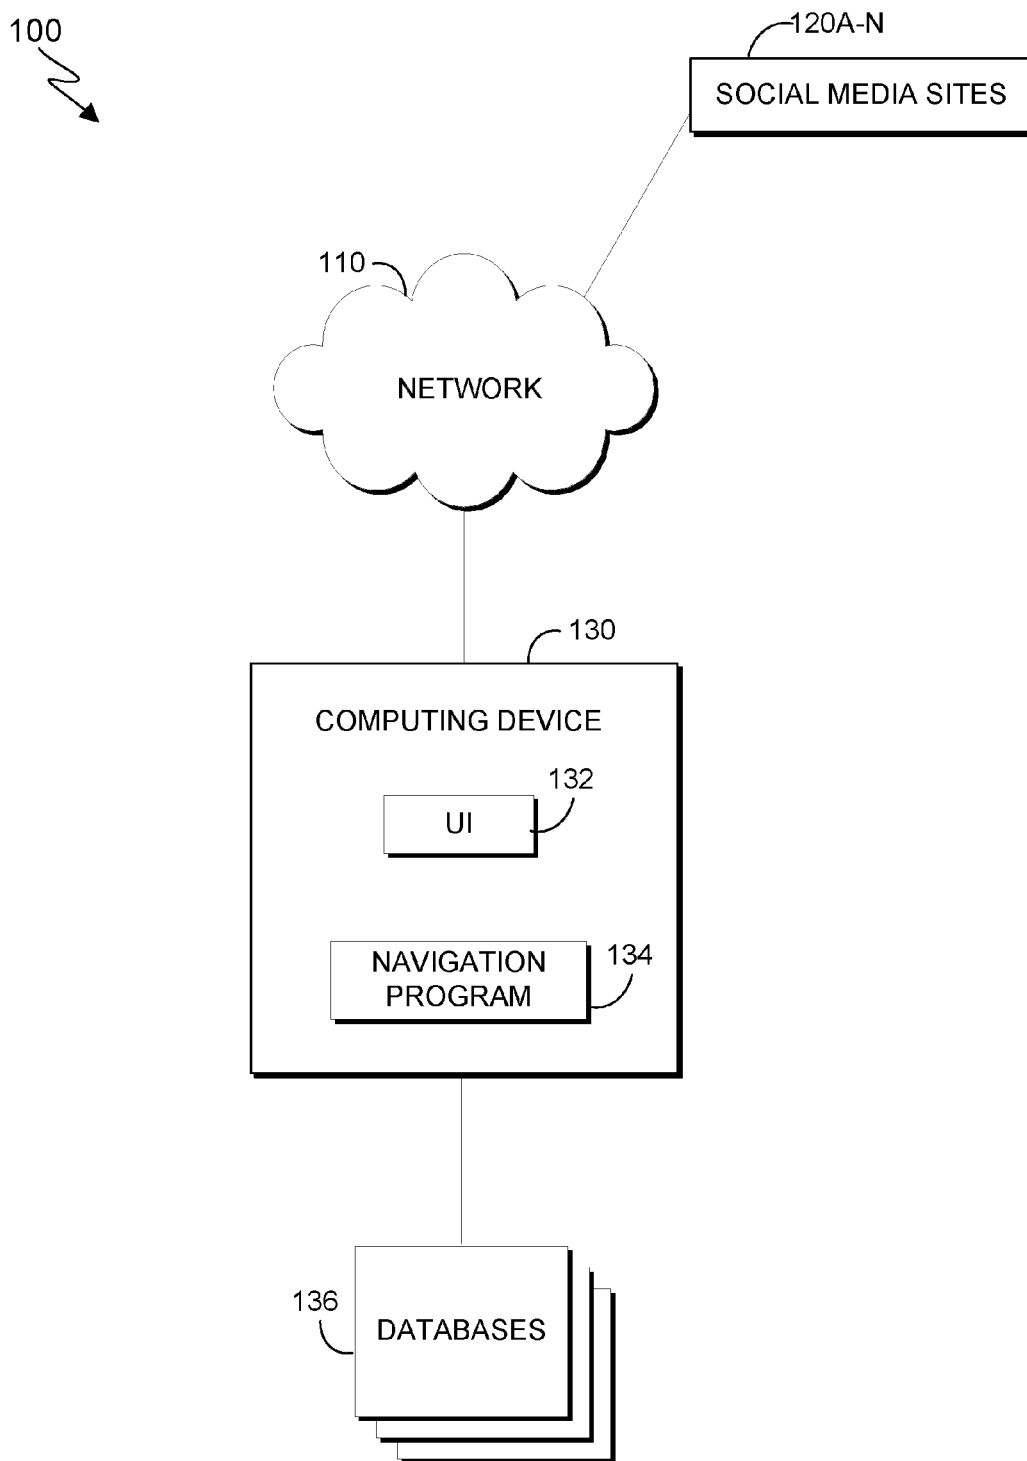 100
120A-N
SOCIAL MEDIA SITES
110
NETWORK
130
COMPUTING DEVICE
132
UI
134
NAVIGATION
PROGRAM
136
DATABASES